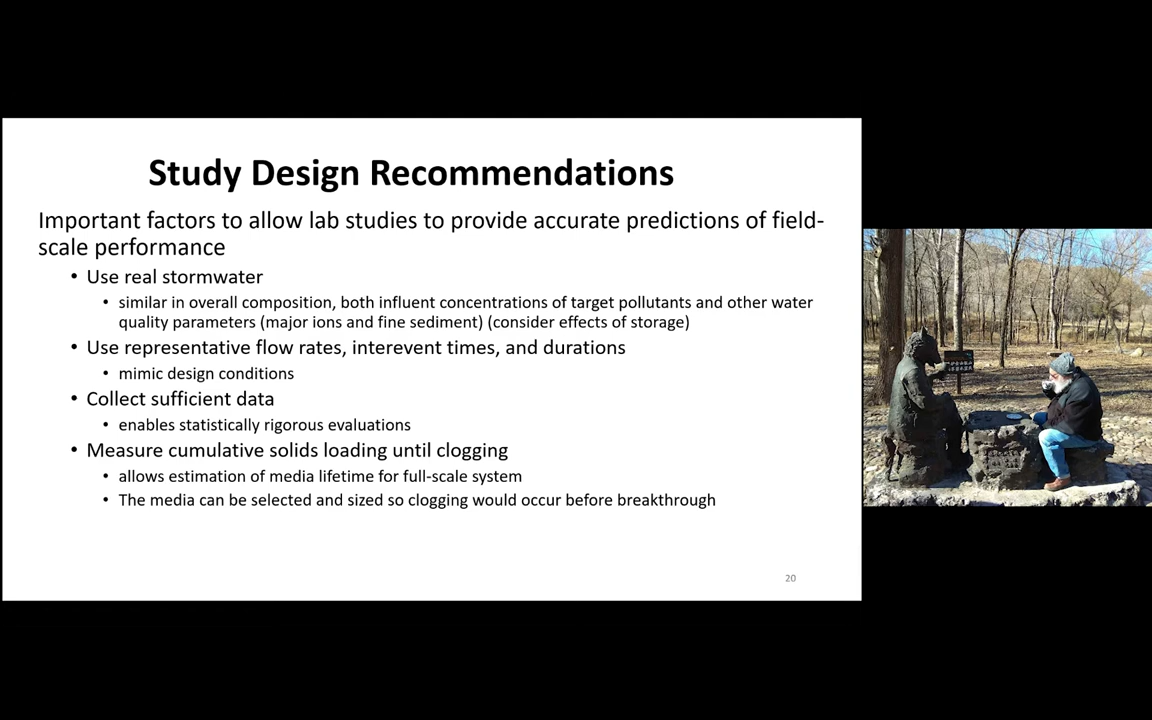 Study Design Recommendations
Important factors to allow lab studies to provide accurate predictions of field-
scale performance
• Use real stormwater
• similar in overall composition, both influent concentrations of target pollutants and other water
quality parameters (major ions and fine sediment) (consider effects of storage)
• Use representative flow rates, interevent times, and durations
• mimic design conditions
• Collect sufficient data
• enables statistically rigorous evaluations
• Measure cumulative solids loading until clogging
• allows estimation of media lifetime for full-scale system
• The media can be selected and sized so clogging would occur before breakthrough
20